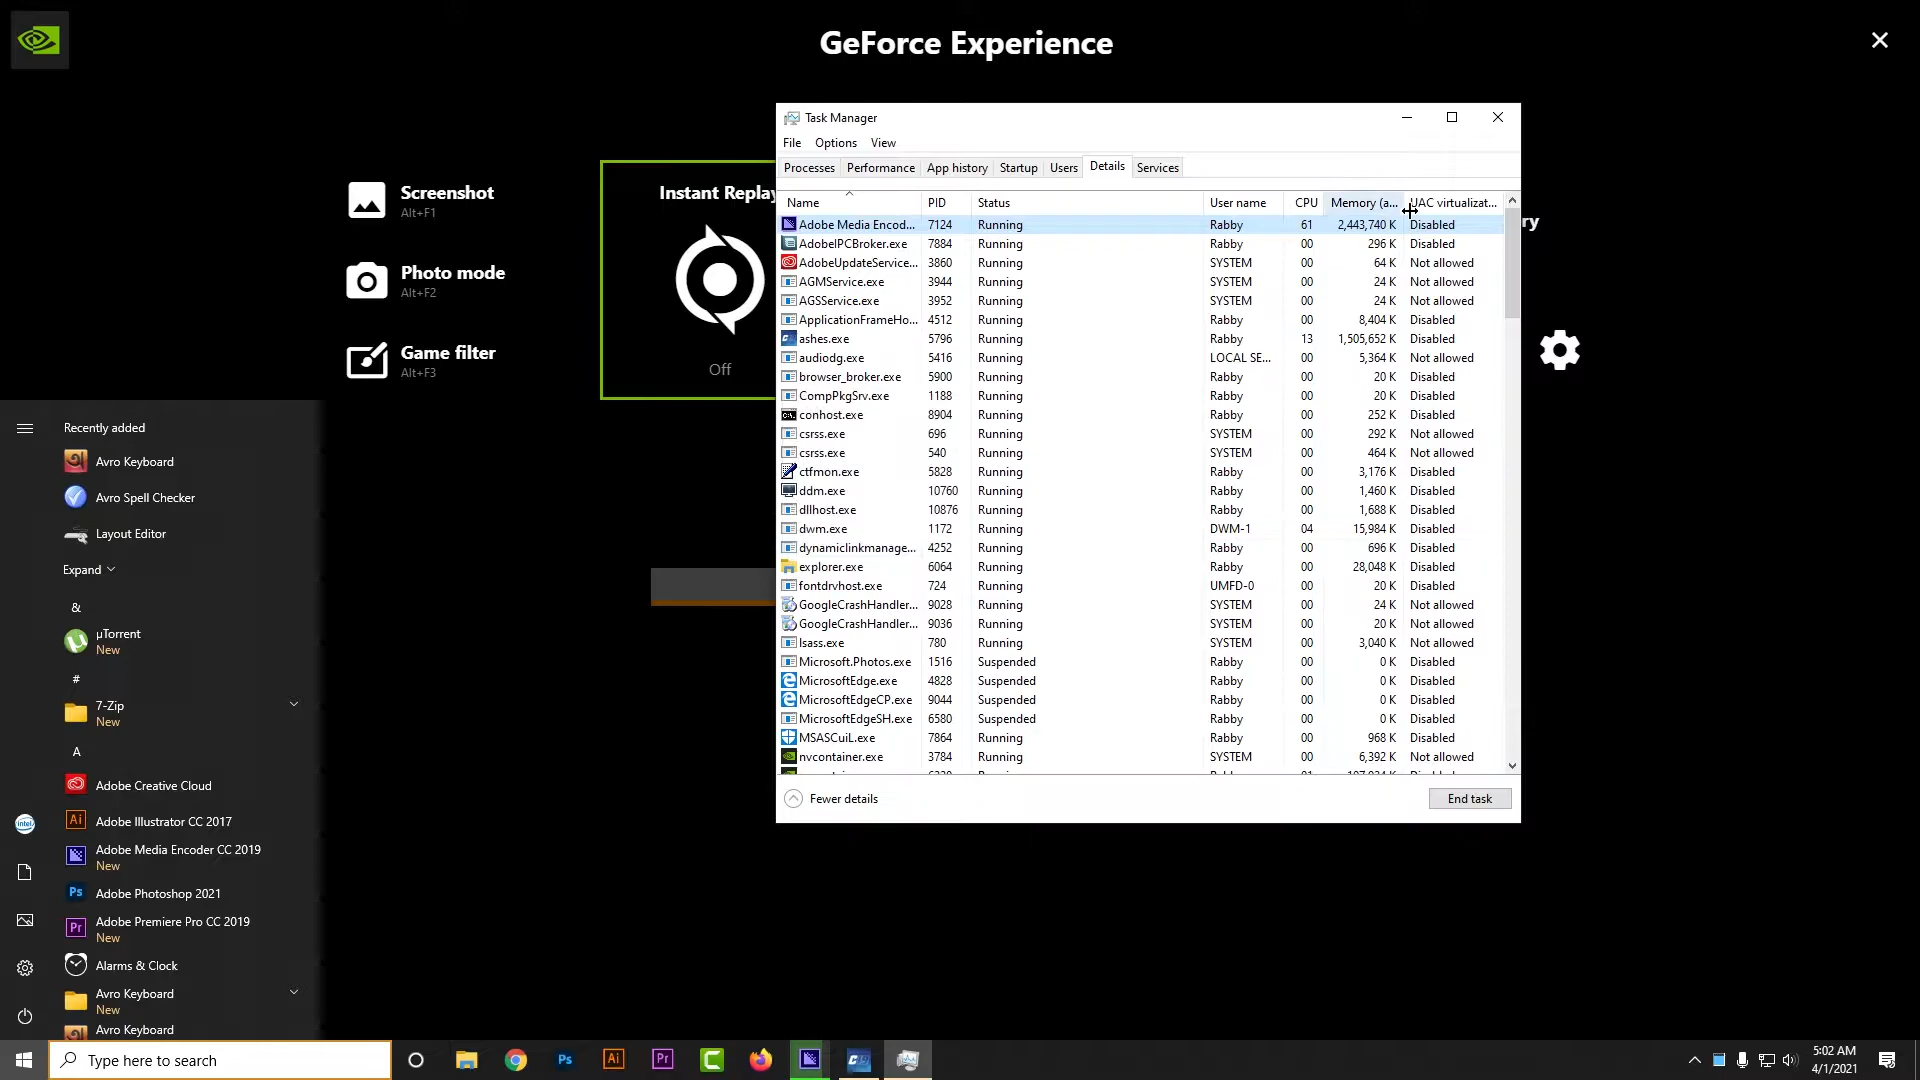 GeForce Experience
Screenshot
Alt+F1
Photo mode
Alt+F2
Game filter
Alt+F3
Instant Replay
Off
ry
Task Manager
File Options View
Processes Performance App history Startup Users Details Services
Name PID Status User name CPU Memory (a... UAC virtualizat...
Adobe Media Encod... 7124 Running Rabby 61 2,443,740 K Disabled
AdobeIPCBroker.exe 7884 Running Rabby 00 296 K Disabled
AdobeUpdateService... 3860 Running SYSTEM 00 64 K Not allowed
AGMService.exe 3944 Running SYSTEM 00 24 K Not allowed
AGSService.exe 3952 Running SYSTEM 00 24 K Not allowed
ApplicationFrameHo... 4512 Running Rabby 00 8,404 K Disabled
ashes.exe 5796 Running Rabby 13 1,505,652 K Disabled
audiodg.exe 5416 Running LOCAL SE... 00 5,364 K Not allowed
browser_broker.exe 5900 Running Rabby 00 20 K Disabled
CompPkgSrv.exe 1188 Running Rabby 00 20 K Disabled
conhost.exe 8904 Running Rabby 00 252 K Disabled
csrss.exe 696 Running SYSTEM 00 292 K Not allowed
csrss.exe 540 Running SYSTEM 00 464 K Not allowed
ctfmon.exe 5828 Running Rabby 00 3,176 K Disabled
ddm.exe 10760 Running Rabby 00 1,460 K Disabled
dllhost.exe 10876 Running Rabby 00 1,688 K Disabled
dwm.exe 1172 Running DWM-1 04 15,984 K Disabled
dynamiclinkmanage... 4252 Running Rabby 00 696 K Disabled
explorer.exe 6064 Running Rabby 00 28,048 K Disabled
fontdrvhost.exe 724 Running UMFD-0 00 20 K Disabled
GoogleCrashHandler... 9028 Running SYSTEM 00 24 K Not allowed
GoogleCrashHandler... 9036 Running SYSTEM 00 20 K Not allowed
lsass.exe 780 Running SYSTEM 00 3,040 K Not allowed
Microsoft.Photos.exe 1516 Suspended Rabby 00 0 K Disabled
MicrosoftEdge.exe 4828 Suspended Rabby 00 0 K Disabled
MicrosoftEdgeCP.exe 9044 Suspended Rabby 00 0 K Disabled
MicrosoftEdgeSH.exe 6580 Suspended Rabby 00 0 K Disabled
MSASCuiL.exe 7864 Running Rabby 00 968 K Disabled
nvcontainer.exe 3784 Running SYSTEM 00 6,392 K Not allowed
Fewer details End task
Recently added
Avro Keyboard
Avro Spell Checker
Layout Editor
Expand
&
µTorrent
New
#
7-Zip
New
A
Adobe Creative Cloud
Ai Adobe Illustrator CC 2017
Adobe Media Encoder CC 2019
New
Ps Adobe Photoshop 2021
Pr Adobe Premiere Pro CC 2019
New
Alarms & Clock
Avro Keyboard
New
Avro Keyboard
intel
Type here to search
Ps Ai Pr
5:02 AM
4/1/2021